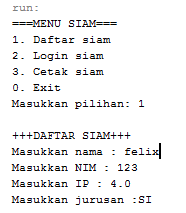 run:
===MENU SIAM===
1. Daftar siam
2. Login siam
3. Cetak siam
0. Exit
Masukkan pilihan: 1
+++DAFTAR SIAM+++
Masukkan nama : felix
Masukkan NIM : 123
Masukkan IP : 4.0
Masukkan jurusan :SI